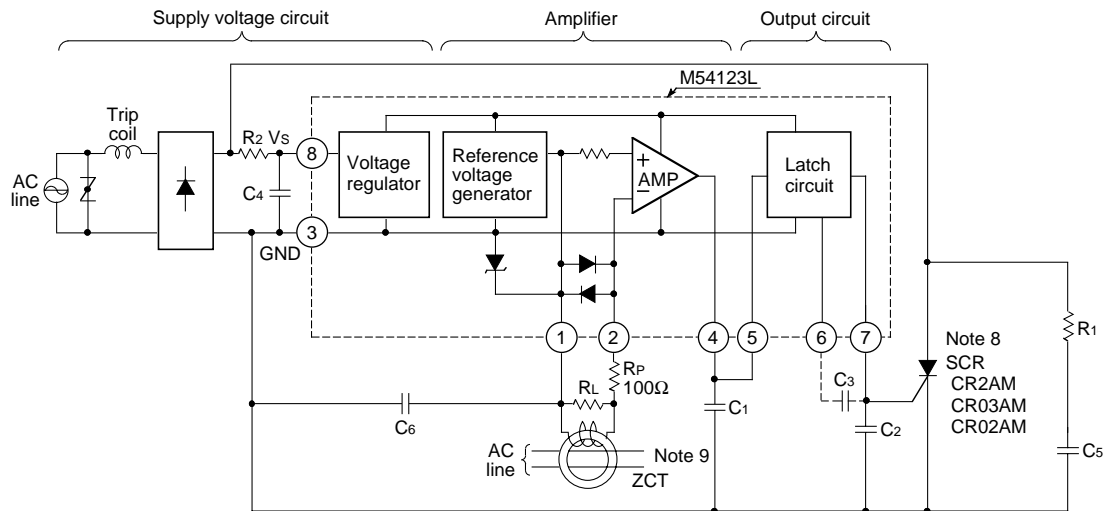 Supply voltage circuit
Amplifier
Output circuit
M54123L
Trip
coil
R2 VS
8
Voltage
regulator
Reference
voltage
generator
+
AMP
−
Latch
circuit
AC
line
C4
GND
3
1
2
4
5
6
7
R1
Note 8
SCR
CR2AM
CR03AM
CR02AM
RP
100Ω
RL
C3
C1
C2
C6
C5
AC
line
Note 9
ZCT